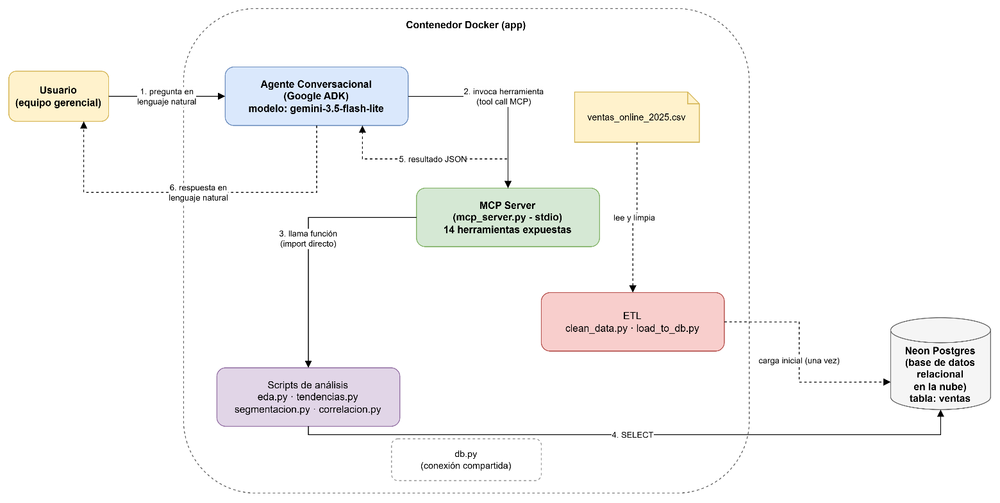 Contenedor Docker (app)
Usuario
(equipo gerencial)
1. pregunta en
lenguaje natural
Agente Conversacional
(Google ADK)
modelo: gemini-3.5-flash-lite
2. invoca herramienta
(tool call MCP)
ventas_online_2025.csv
5. resultado JSON
6. respuesta en
lenguaje natural
MCP Server
(mcp_server.py - stdio)
14 herramientas expuestas
lee y limpia
3. llama función
(import directo)
ETL
clean_data.py · load_to_db.py
carga inicial (una vez)
Neon Postgres
(base de datos
relacional
en la nube)
tabla: ventas
Scripts de análisis
eda.py · tendencias.py
segmentacion.py · correlacion.py
4. SELECT
db.py
(conexión compartida)